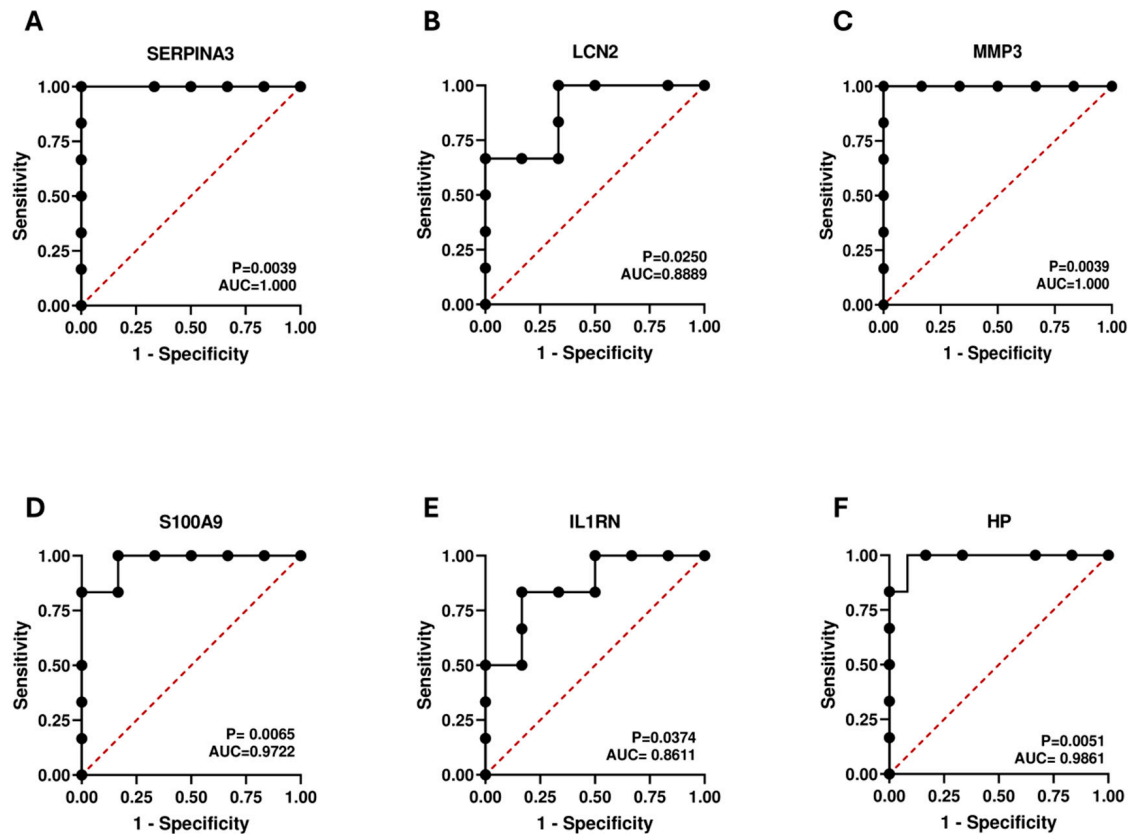 A
SERPINA3
1.00
0.75
0.50
0.25
0.00
Sensitivity
P=0.0039
AUC=1.000
0.00 0.25 0.50 0.75 1.00
1 - Specificity
B
LCN2
1.00
0.75
0.50
0.25
0.00
Sensitivity
P=0.0250
AUC=0.8889
0.00 0.25 0.50 0.75 1.00
1 - Specificity
C
MMP3
1.00
0.75
0.50
0.25
0.00
Sensitivity
P=0.0039
AUC=1.000
0.00 0.25 0.50 0.75 1.00
1 - Specificity
D
S100A9
1.00
0.75
0.50
0.25
0.00
Sensitivity
P= 0.0065
AUC=0.9722
0.00 0.25 0.50 0.75 1.00
1 - Specificity
E
IL1RN
1.00
0.75
0.50
0.25
0.00
Sensitivity
P=0.0374
AUC= 0.8611
0.00 0.25 0.50 0.75 1.00
1 - Specificity
F
HP
1.00
0.75
0.50
0.25
0.00
Sensitivity
P=0.0051
AUC= 0.9861
0.00 0.25 0.50 0.75 1.00
1 - Specificity